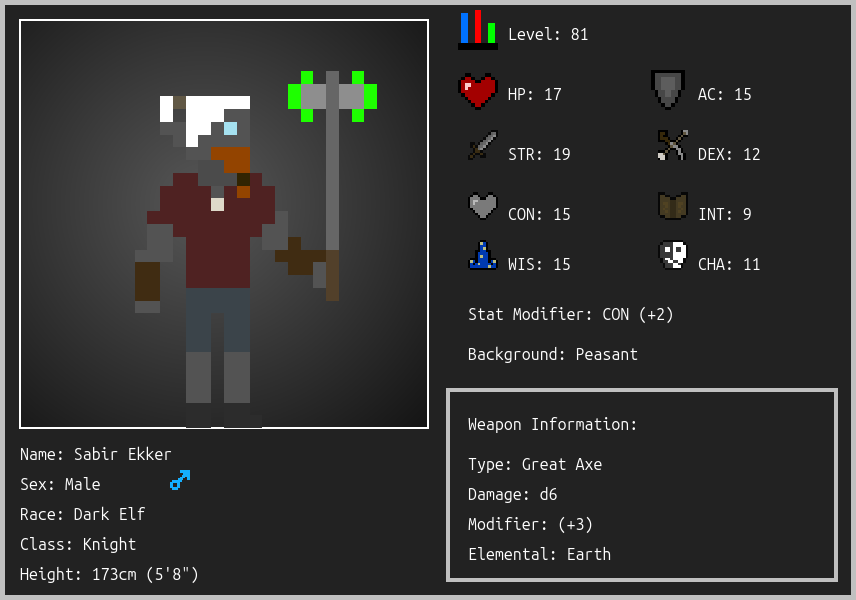 Level: 81
HP: 17
AC: 15
STR: 19
DEX: 12
CON: 15
INT: 9
WIS: 15
CHA: 11
Stat Modifier: CON (+2)
Background: Peasant
Weapon Information:
Type: Great Axe
Damage: d6
Modifier: (+3)
Elemental: Earth
Name: Sabir Ekker
Sex: Male
Race: Dark Elf
Class: Knight
Height: 173cm (5'8")